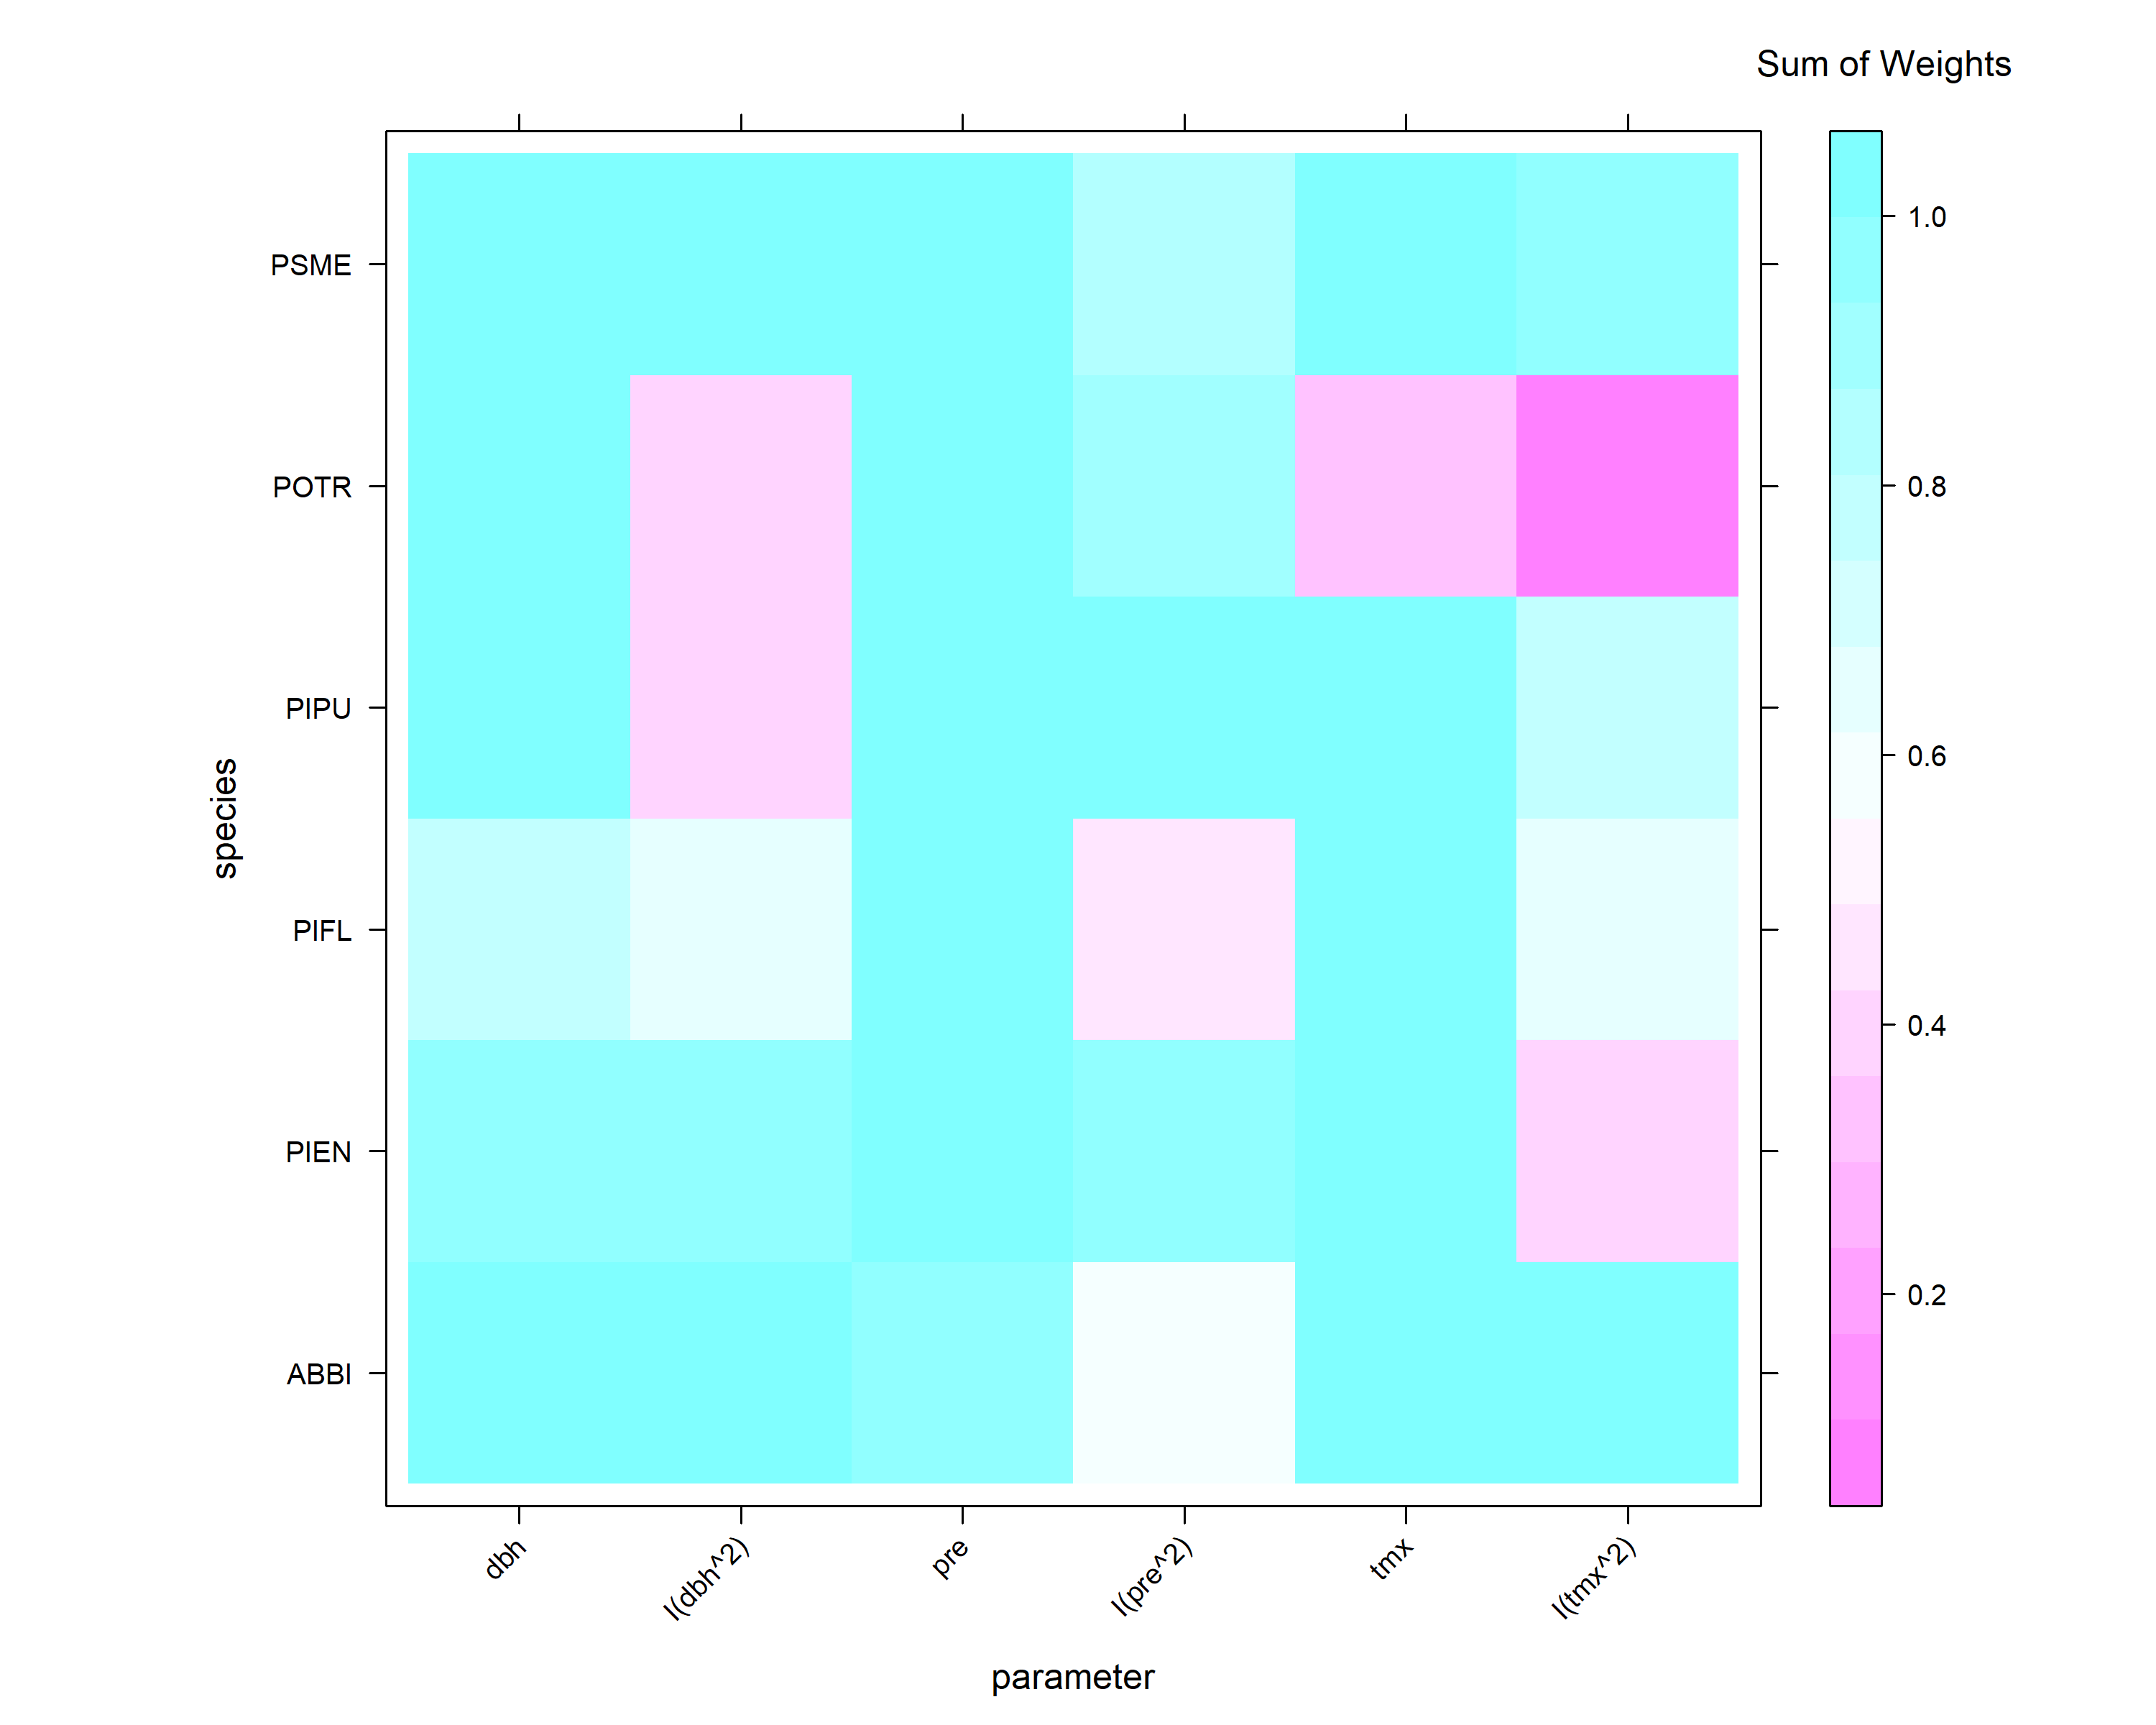 Sum of Weights
1.0
0.8
0.6
0.4
0.2
species
PSME
POTR
PIPU
PIFL
PIEN
ABBI
dbh
I(dbh^2)
pre
I(pre^2)
tmx
I(tmx^2)
parameter